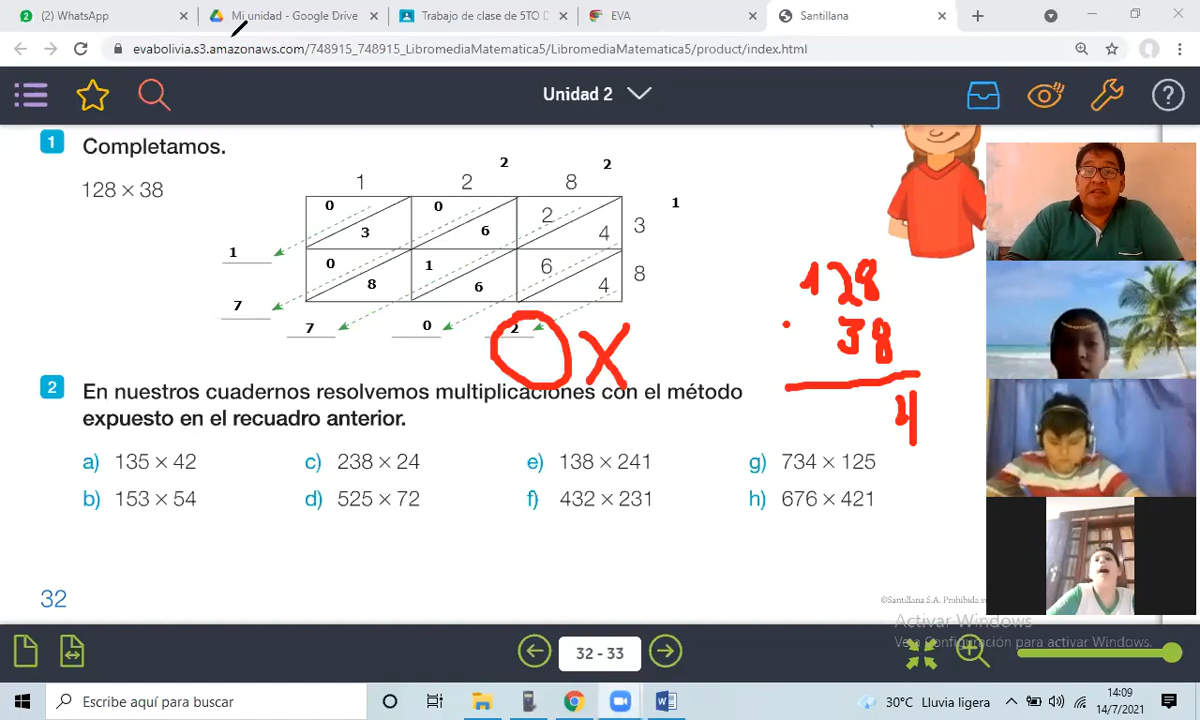 (2) WhatsApp
Mi unidad - Google Drive
Trabajo de clase de 5TO D
EVA
Santillana
evabolivia.s3.amazonaws.com/748915_748915_LibromediaMatematica5/LibromediaMatematica5/product/index.html
Unidad 2
1 Completamos.
128 × 38
2 2
1 2 8
0 0 2 1
3 6 4 3
1
0 1 6 8
8 6 4
7
7 0 2
X
128
. 38
4
2 En nuestros cuadernos resolvemos multiplicaciones con el método
expuesto en el recuadro anterior.
a) 135 × 42 c) 238 × 24 e) 138 × 241 g) 734 × 125
b) 153 × 54 d) 525 × 72 f) 432 × 231 h) 676 × 421
32
©Santillana S.A. Prohibida su
Activar Windows
Ve a Configuración para activar Windows.
32 - 33
Escribe aquí para buscar
30°C Lluvia ligera
14:09
14/7/2021